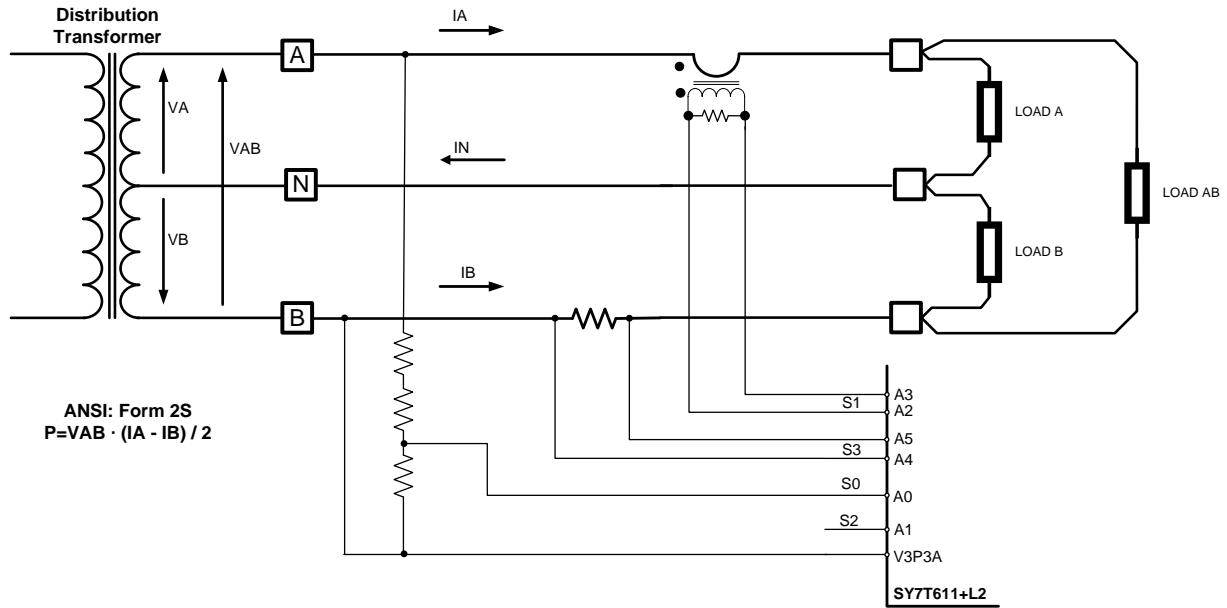 Distribution
Transformer
IA
A
VA
VAB
LOAD A
IN
N
LOAD AB
VB
LOAD B
IB
B
ANSI: Form 2S
P=VAB · (IA - IB) / 2
S1
A3
A2
A5
S3
A4
S0
A0
S2
A1
V3P3A
SY7T611+L2